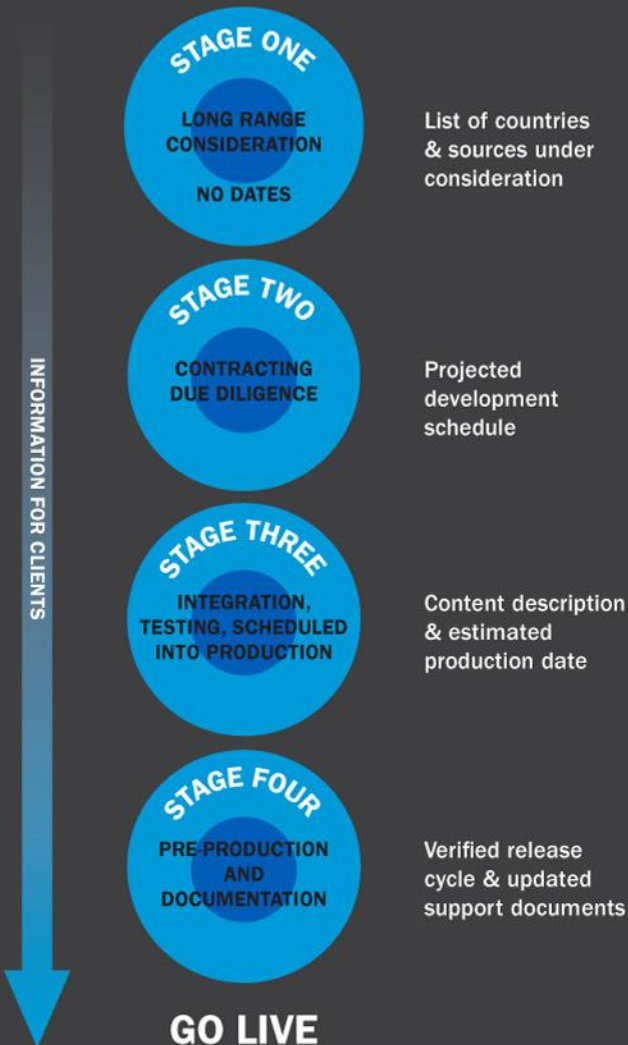 STAGE ONE
LONG RANGE
CONSIDERATION
NO DATES
List of countries
& sources under
consideration
STAGE TWO
CONTRACTING
DUE DILIGENCE
Projected
development
schedule
INFORMATION FOR CLIENTS
STAGE THREE
INTEGRATION,
TESTING, SCHEDULED
INTO PRODUCTION
Content description
& estimated
production date
STAGE FOUR
PRE-PRODUCTION
AND
DOCUMENTATION
Verified release
cycle & updated
support documents
GO LIVE